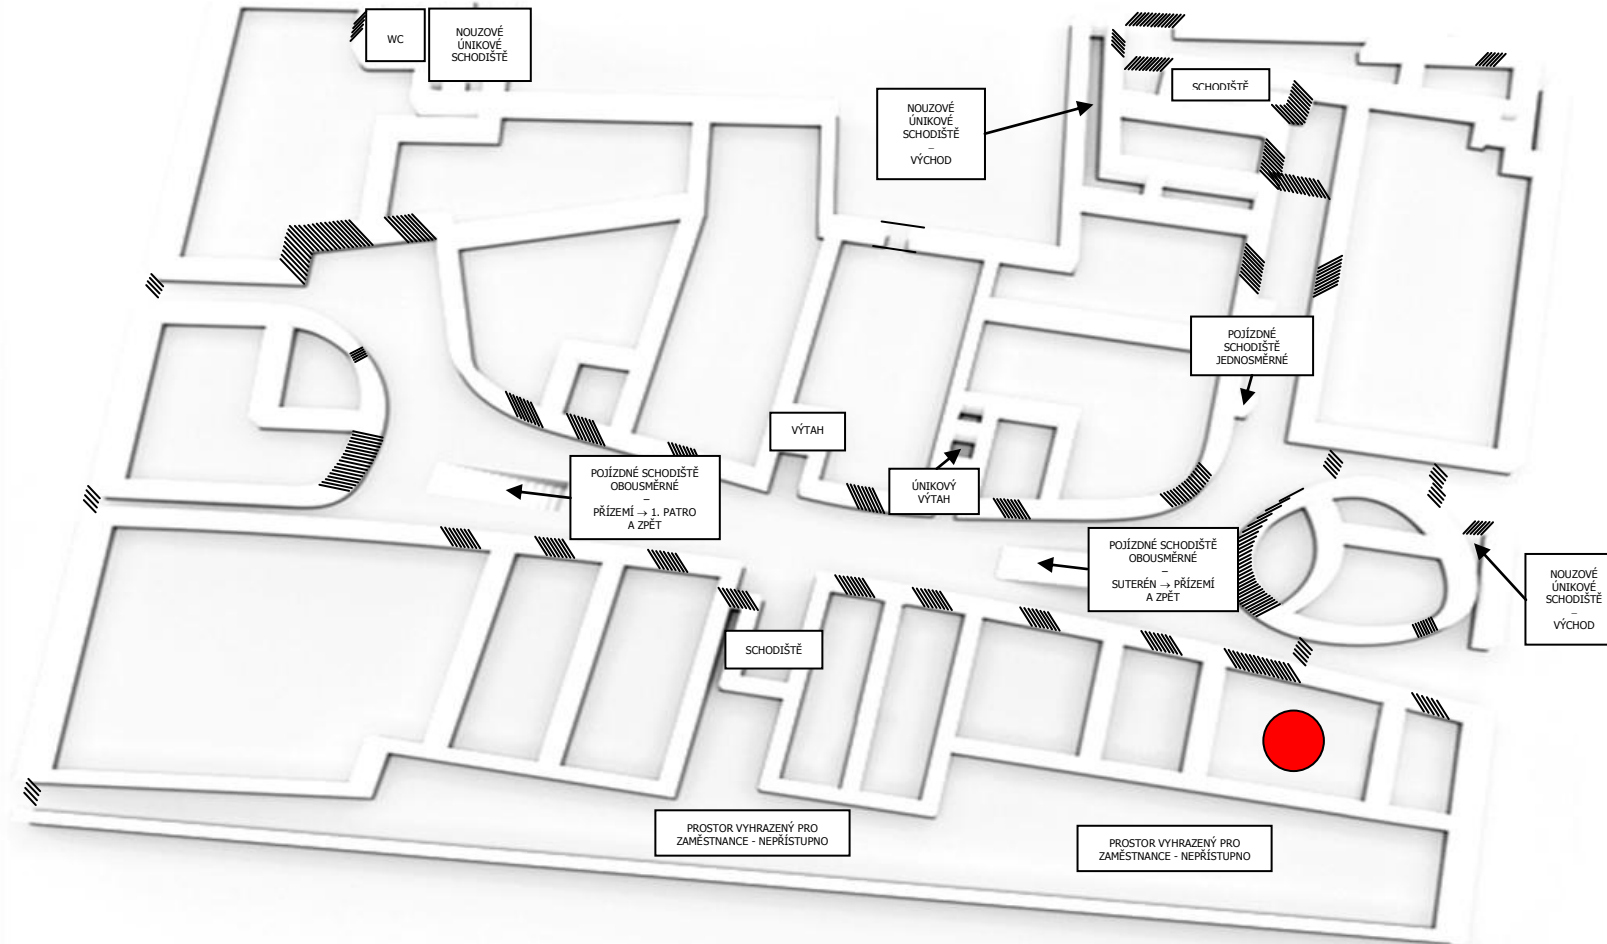 WC
NOUZOVÉ
ÚNIKOVÉ
SCHODIŠTĚ
SCHODIŠTĚ
NOUZOVÉ
ÚNIKOVÉ
SCHODIŠTĚ
–
VÝCHOD
POJÍZDNÉ
SCHODIŠTĚ
JEDNOSMĚRNÉ
VÝTAH
POJÍZDNÉ SCHODIŠTĚ
OBOUSMĚRNÉ
–
PŘÍZEMÍ → 1. PATRO
A ZPĚT
ÚNIKOVÝ
VÝTAH
POJÍZDNÉ SCHODIŠTĚ
OBOUSMĚRNÉ
–
SUTERÉN → PŘÍZEMÍ
A ZPĚT
NOUZOVÉ
ÚNIKOVÉ
SCHODIŠTĚ
–
VÝCHOD
SCHODIŠTĚ
PROSTOR VYHRAZENÝ PRO
ZAMĚSTNANCE - NEPŘÍSTUPNO
PROSTOR VYHRAZENÝ PRO
ZAMĚSTNANCE - NEPŘÍSTUPNO